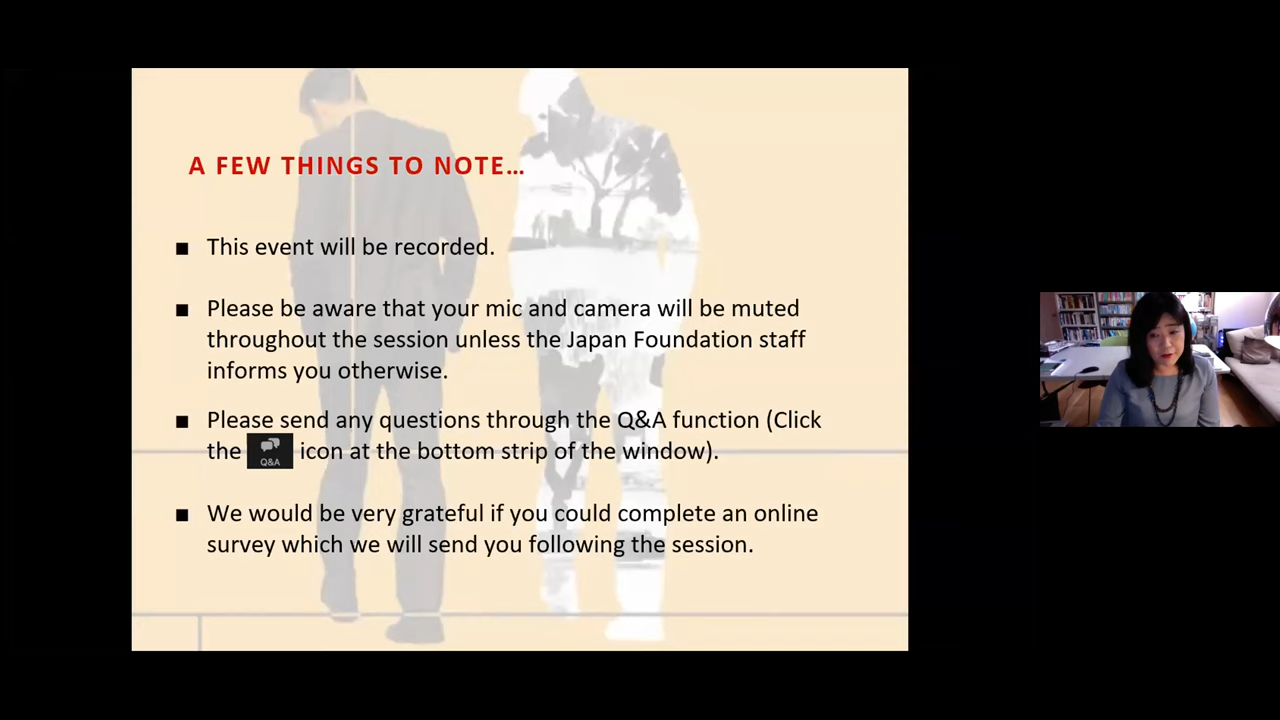 A FEW THINGS TO NOTE…
▪ This event will be recorded.
▪ Please be aware that your mic and camera will be muted
throughout the session unless the Japan Foundation staff
informs you otherwise.
▪ Please send any questions through the Q&A function (Click
the Q&A icon at the bottom strip of the window).
▪ We would be very grateful if you could complete an online
survey which we will send you following the session.